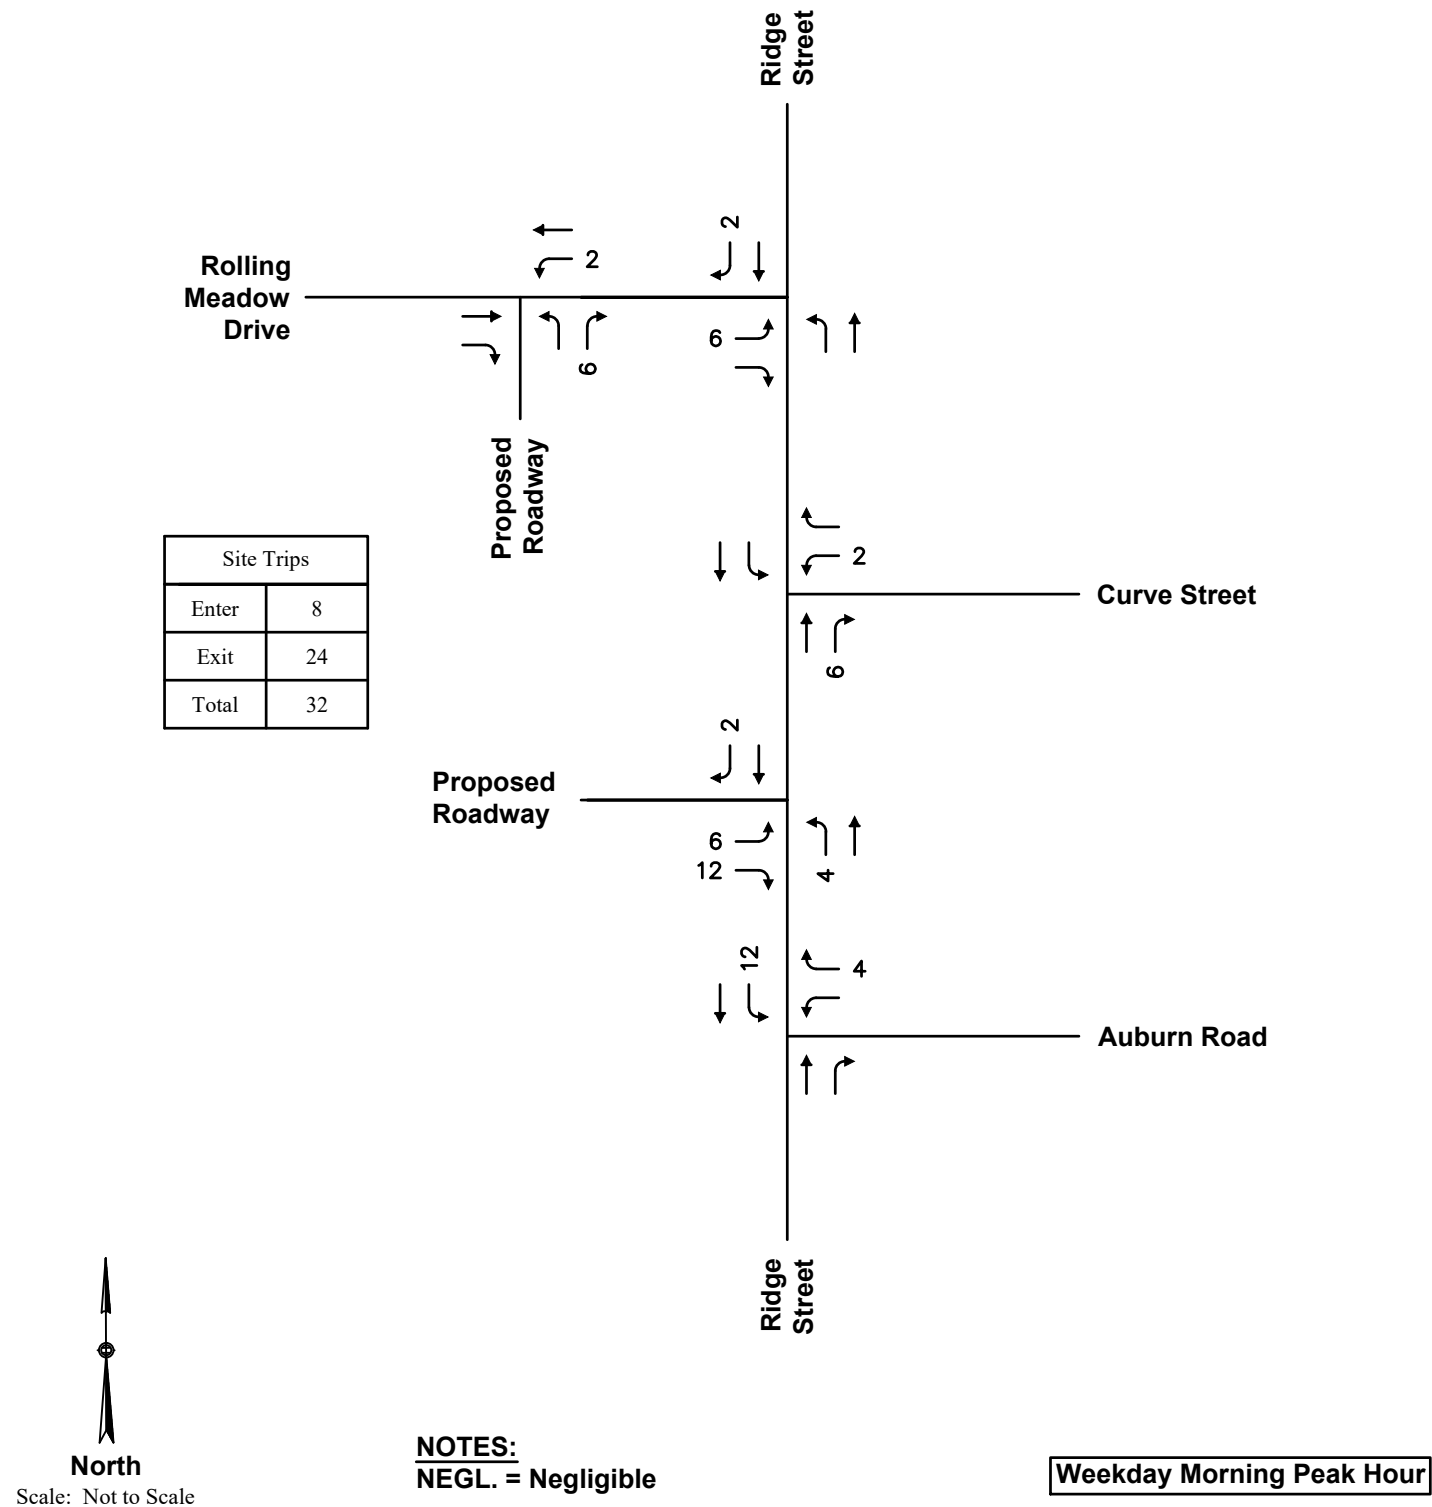 Ridge
Street
2
2
Rolling
Meadow
Drive
6
6
Proposed
Roadway
Site Trips
Enter 8
Exit 24
Total 32
2
Curve Street
6
2
Proposed
Roadway
6
12
4
12
4
Auburn Road
Ridge
Street
North
Scale: Not to Scale
NOTES:
NEGL. = Negligible
Weekday Morning Peak Hour